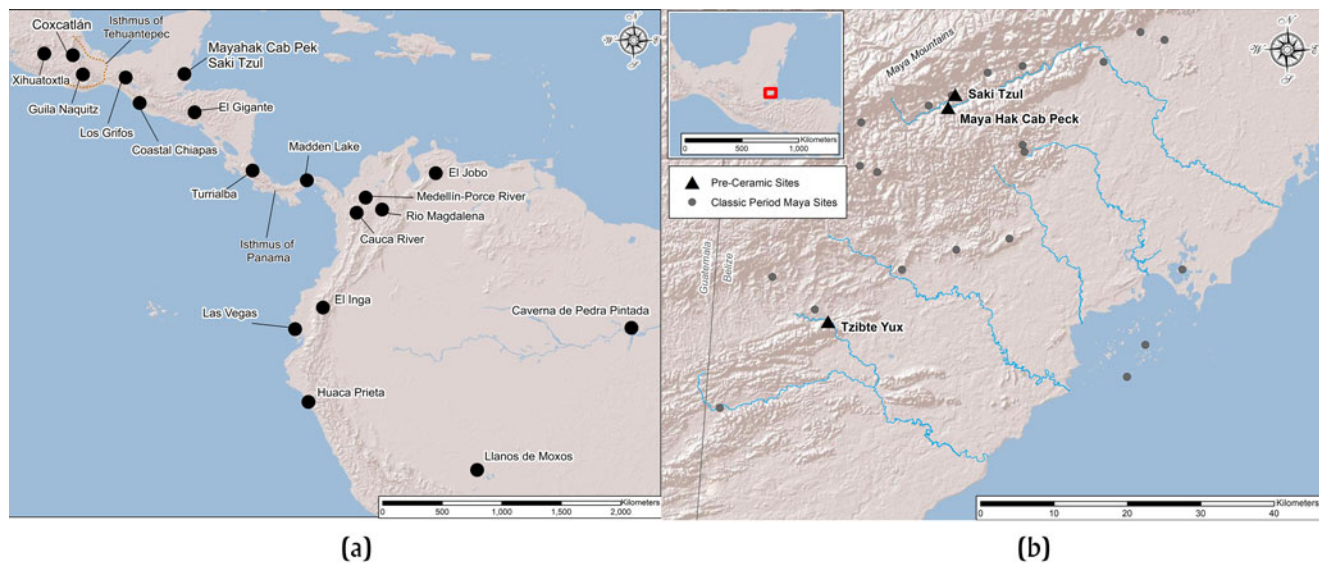 Coxcatlán
Isthmus of
Tehuantepec
Mayahak Cab Pek
Saki Tzul
Xihuatoxtla
Guila Naquitz
Los Grifos
El Gigante
Coastal Chiapas
Madden Lake
El Jobo
Turrialba
Medellín-Porce River
Rio Magdalena
Isthmus of
Panama
Cauca River
El Inga
Las Vegas
Caverna de Pedra Pintada
Huaca Prieta
Llanos de Moxos
Kilometers
0 500 1,000 1,500 2,000
N
W E
S
(a)
Maya Mountains
N
W E
S
Saki Tzul
Maya Hak Cab Peck
Kilometers
0 500 1,000
Pre-Ceramic Sites
Classic Period Maya Sites
Guatemala
Belize
Tzibte Yux
Kilometers
0 10 20 30 40
(b)